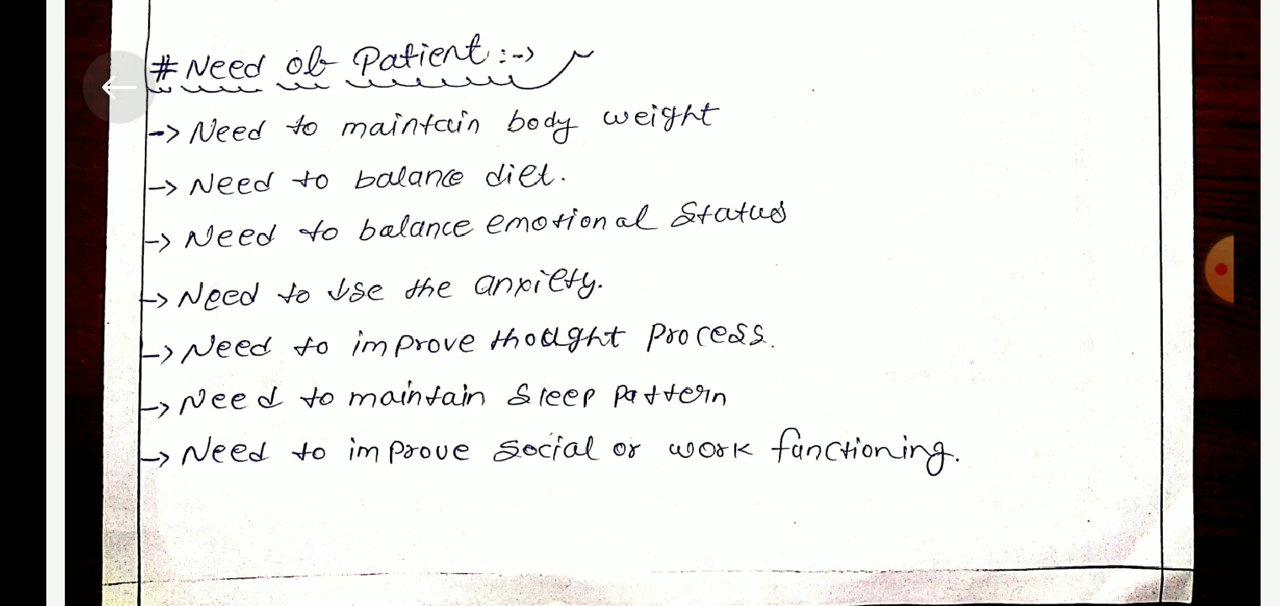 # Need of Patient :->
-> Need to maintain body weight
-> Need to balance diet.
-> Need to balance emotional status
-> Need to ↓se the anxiety.
-> Need to improve thought process.
-> Need to maintain sleep pattern
-> Need to improve social or work functioning.